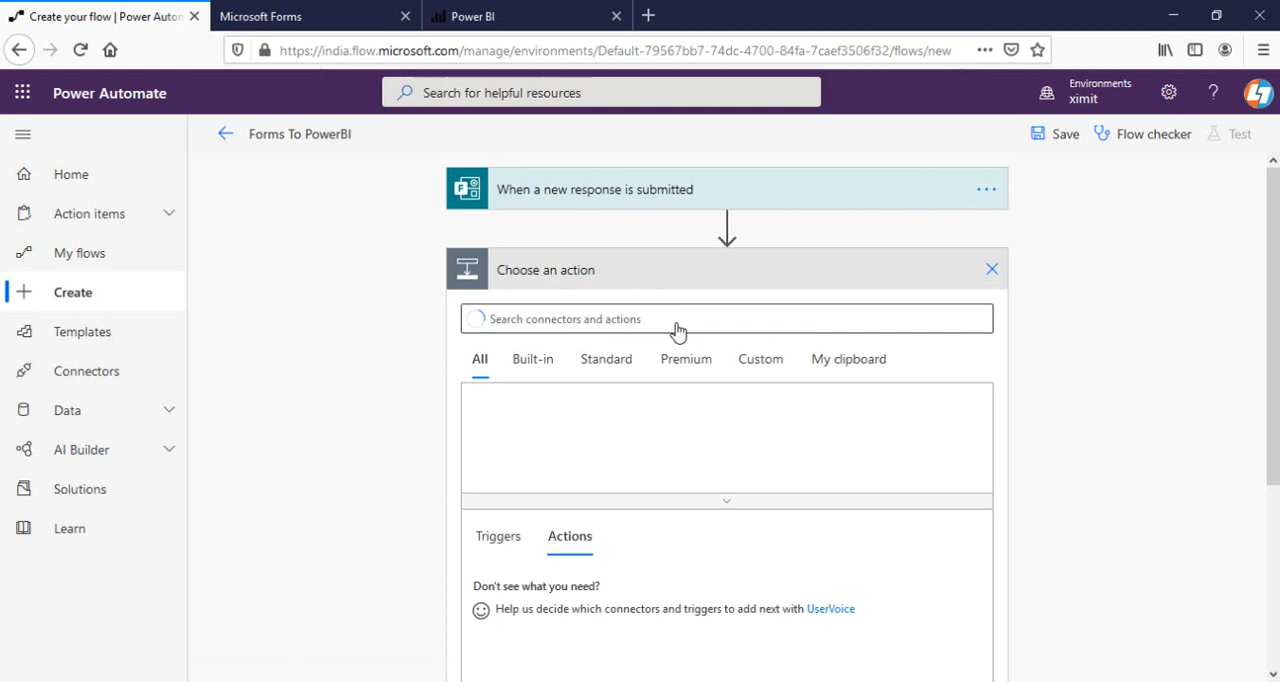 Create your flow | Power Auton
Microsoft Forms
Power BI
https://india.flow.microsoft.com/manage/environments/Default-79567bb7-74dc-4700-84fa-7caef3506f32/flows/new
Power Automate
Search for helpful resources
Environments
ximit
Forms To PowerBI
Save
Flow checker
Test
Home
Action items
My flows
Create
Templates
Connectors
Data
AI Builder
Solutions
Learn
When a new response is submitted
Choose an action
Search connectors and actions
All Built-in Standard Premium Custom My clipboard
Triggers Actions
Don't see what you need?
Help us decide which connectors and triggers to add next with UserVoice